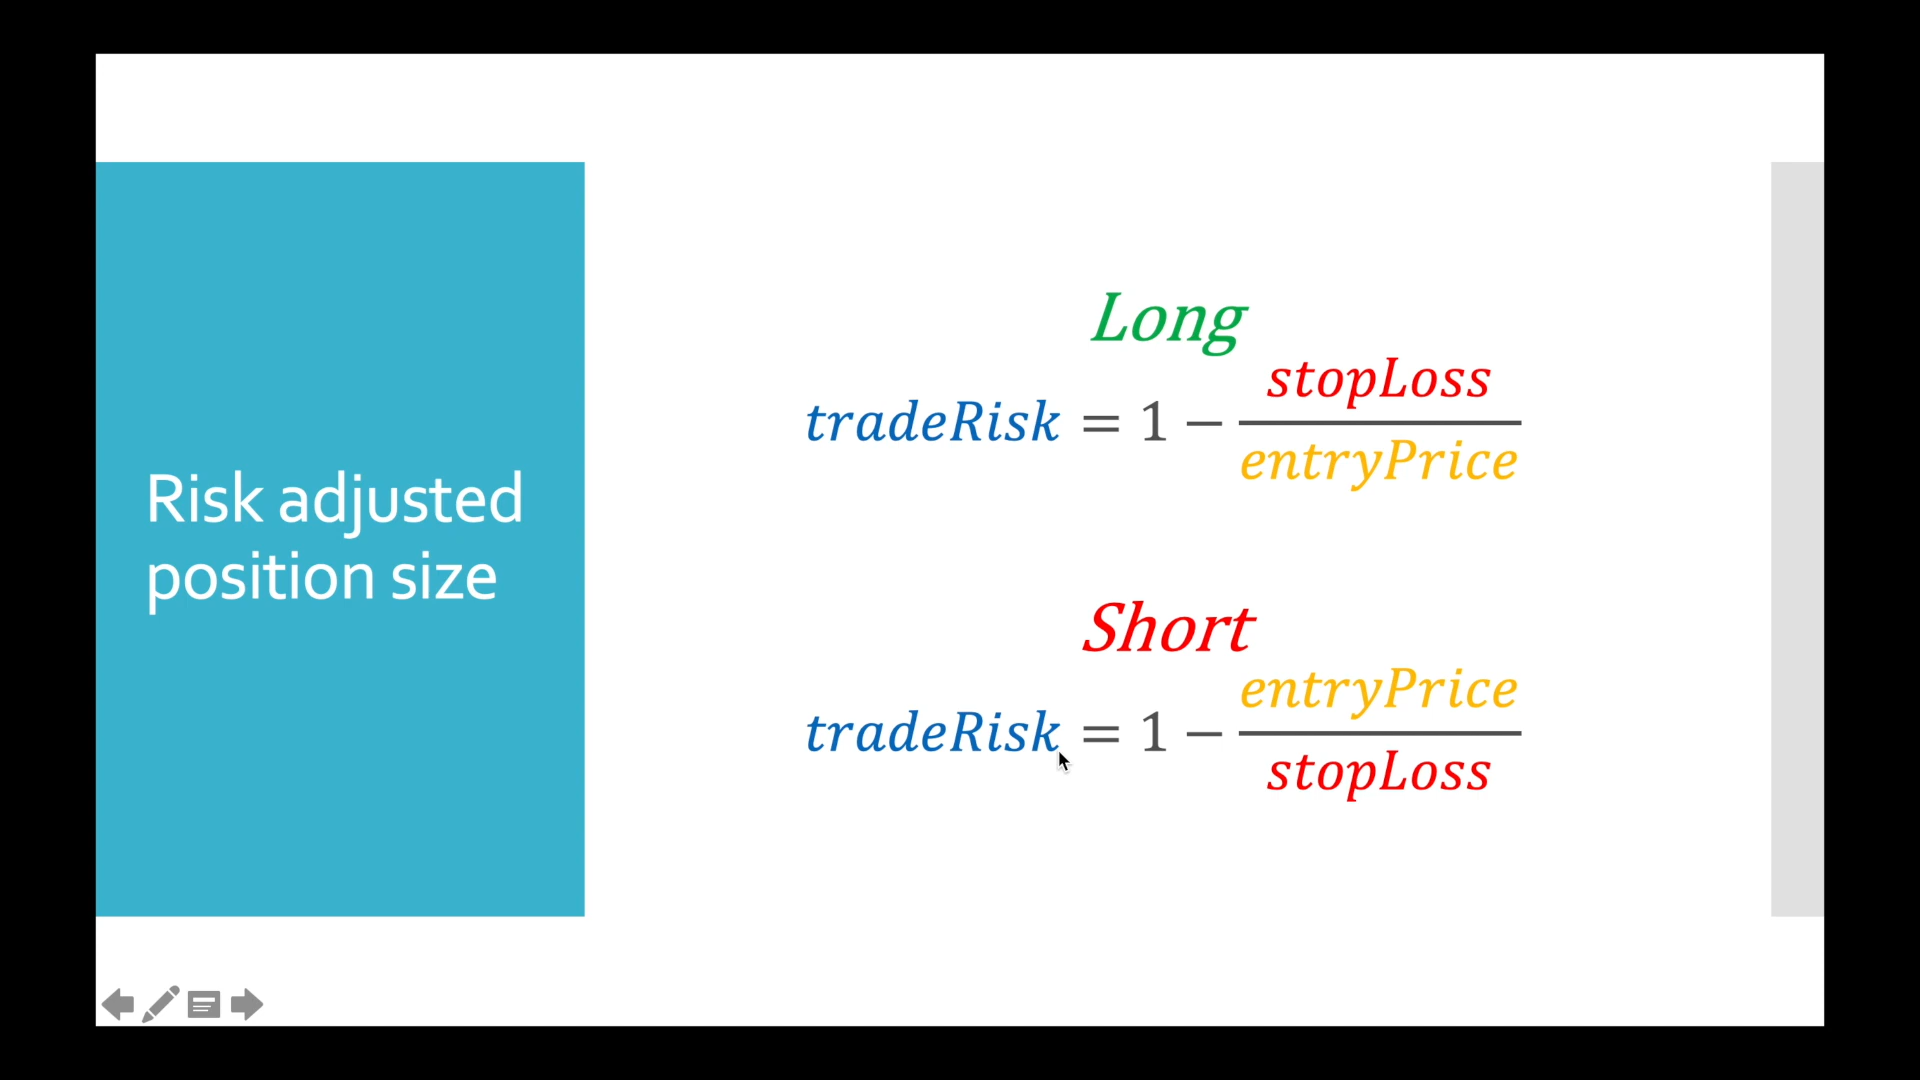 Risk adjusted
position size
Long
tradeRisk = 1 − stopLoss / entryPrice
Short
tradeRisk = 1 − entryPrice / stopLoss